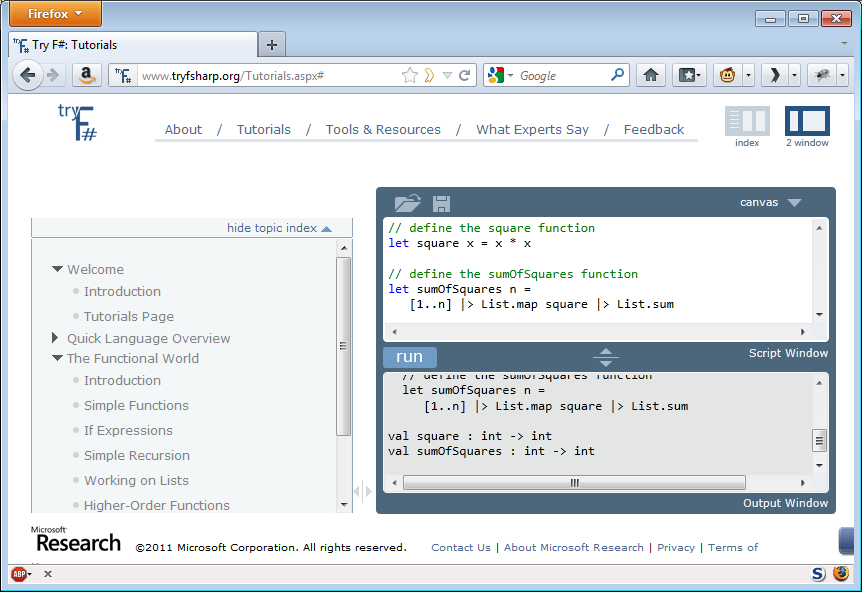 Firefox
Try F#: Tutorials
www.tryfsharp.org/Tutorials.aspx#
Google
try F#
About / Tutorials / Tools & Resources / What Experts Say / Feedback
index
2 window
canvas
hide topic index
Welcome
Introduction
Tutorials Page
Quick Language Overview
The Functional World
Introduction
Simple Functions
If Expressions
Simple Recursion
Working on Lists
Higher-Order Functions
// define the square function
let square x = x * x
// define the sumOfSquares function
let sumOfSquares n =
[1..n] |> List.map square |> List.sum
run
Script Window
// define the sumOfSquares function
let sumOfSquares n =
[1..n] |> List.map square |> List.sum
val square : int -> int
val sumOfSquares : int -> int
Output Window
Microsoft
Research
©2011 Microsoft Corporation. All rights reserved.
Contact Us | About Microsoft Research | Privacy | Terms of
ABP
S